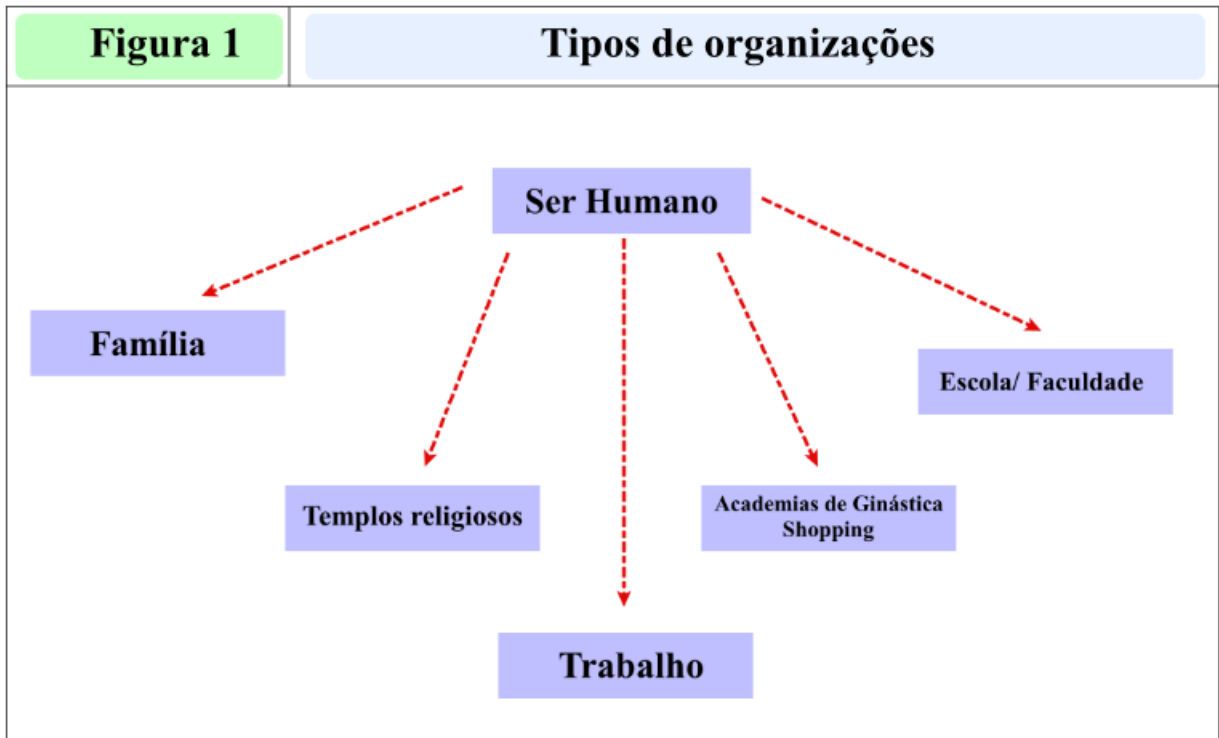 Figura 1
Tipos de organizações
Ser Humano
Família
Escola/ Faculdade
Templos religiosos
Academias de Ginástica
Shopping
Trabalho